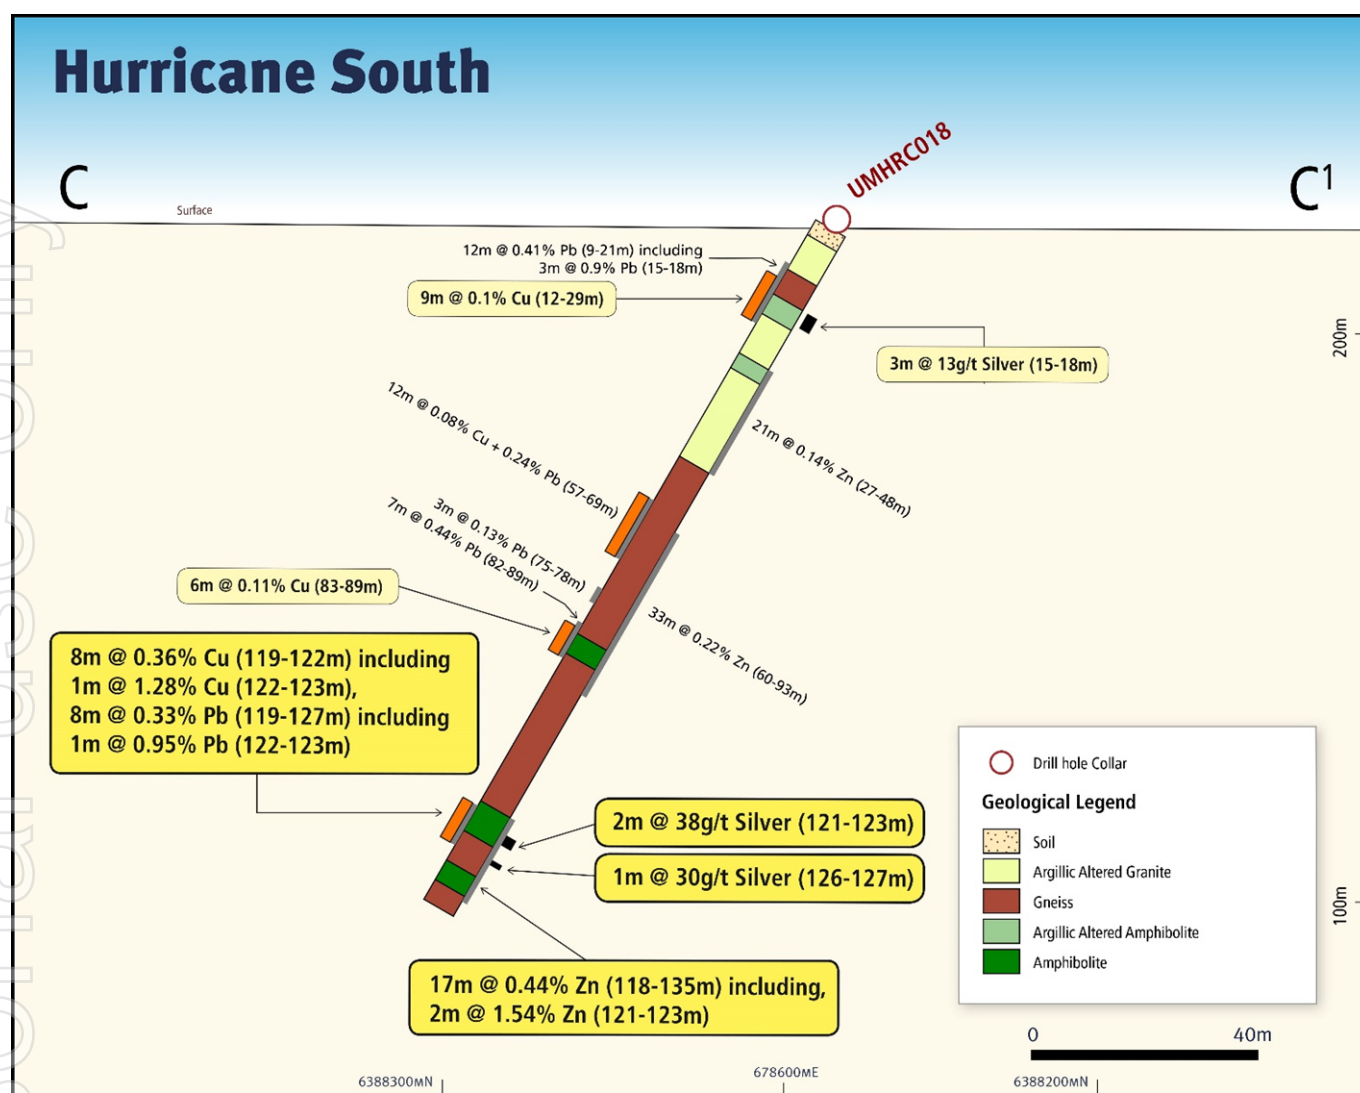 Hurricane South
C
C1
UMHRC018
Surface
12m @ 0.41% Pb (9-21m) including
3m @ 0.9% Pb (15-18m)
9m @ 0.1% Cu (12-29m)
3m @ 13g/t Silver (15-18m)
200m
12m @ 0.08% Cu + 0.24% Pb (57-69m)
21m @ 0.14% Zn (27-48m)
3m @ 0.13% Pb (75-78m)
7m @ 0.44% Pb (82-89m)
6m @ 0.11% Cu (83-89m)
33m @ 0.22% Zn (60-93m)
8m @ 0.36% Cu (119-122m) including
1m @ 1.28% Cu (122-123m),
8m @ 0.33% Pb (119-127m) including
1m @ 0.95% Pb (122-123m)
2m @ 38g/t Silver (121-123m)
1m @ 30g/t Silver (126-127m)
17m @ 0.44% Zn (118-135m) including,
2m @ 1.54% Zn (121-123m)
Drill hole Collar
Geological Legend
Soil
Argillic Altered Granite
Gneiss
Argillic Altered Amphibolite
Amphibolite
100m
0 40m
6388300MN
678600ME
6388200MN